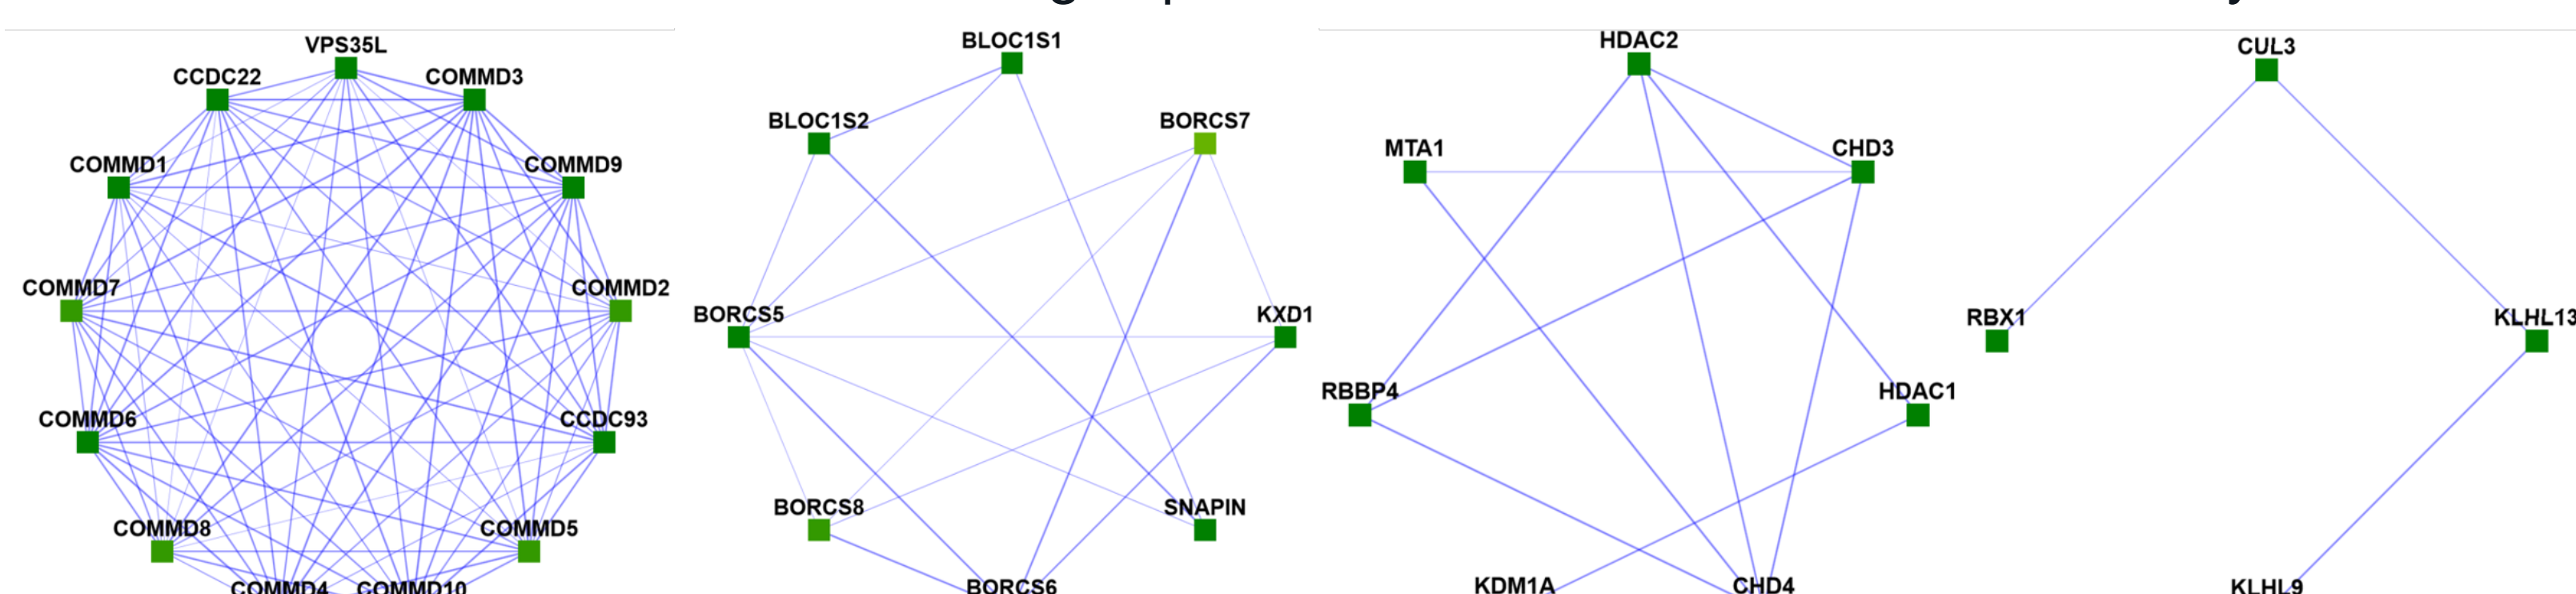 VPS35L
CCDC22
COMMD3
COMMD1
COMMD9
COMMD7
COMMD2
COMMD6
CCDC93
COMMD8
COMMD5
COMMD4
COMMD10
BLOC1S1
BLOC1S2
BORCS7
BORCS5
KXD1
BORCS8
SNAPIN
BORCS6
HDAC2
MTA1
CHD3
RBBP4
HDAC1
KDM1A
CHD4
CUL3
RBX1
KLHL13
KLHL9